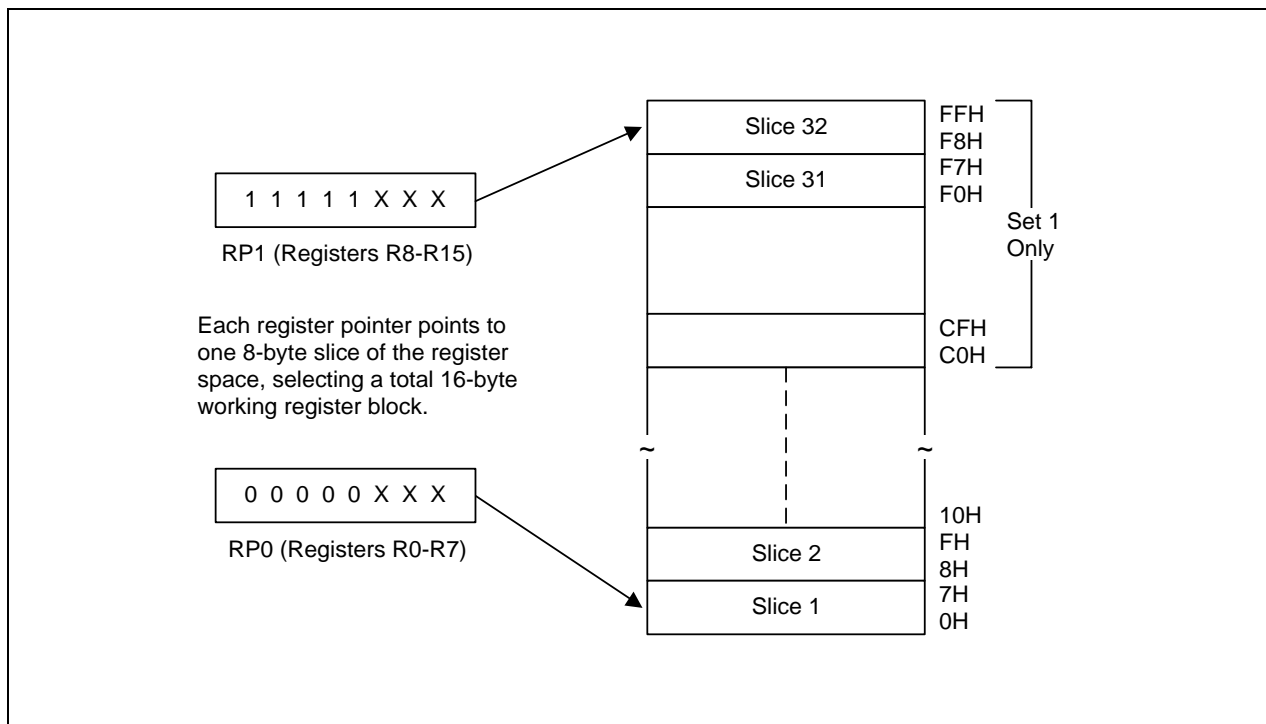 Slice 32
FFH
F8H
Slice 31
F7H
F0H
1 1 1 1 1 X X X
RP1 (Registers R8-R15)
Set 1
Only
Each register pointer points to
one 8-byte slice of the register
space, selecting a total 16-byte
working register block.
CFH
C0H
~ ~
0 0 0 0 0 X X X
RP0 (Registers R0-R7)
10H
Slice 2
FH
8H
Slice 1
7H
0H